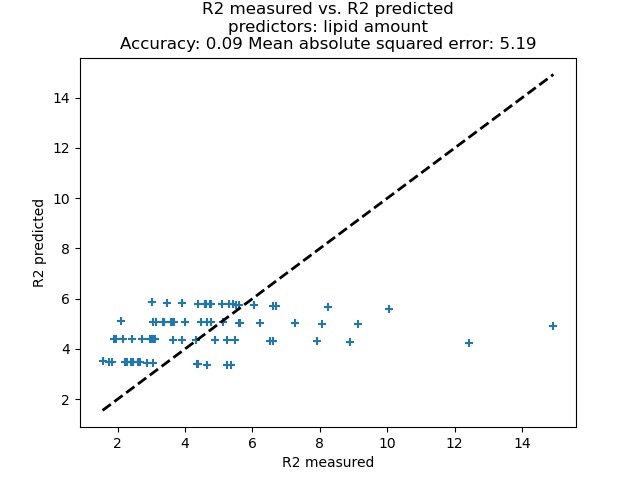 R2 measured vs. R2 predicted
predictors: lipid amount
Accuracy: 0.09 Mean absolute squared error: 5.19
14
12
10
8
6
4
2
R2 predicted
2 4 6 8 10 12 14
R2 measured